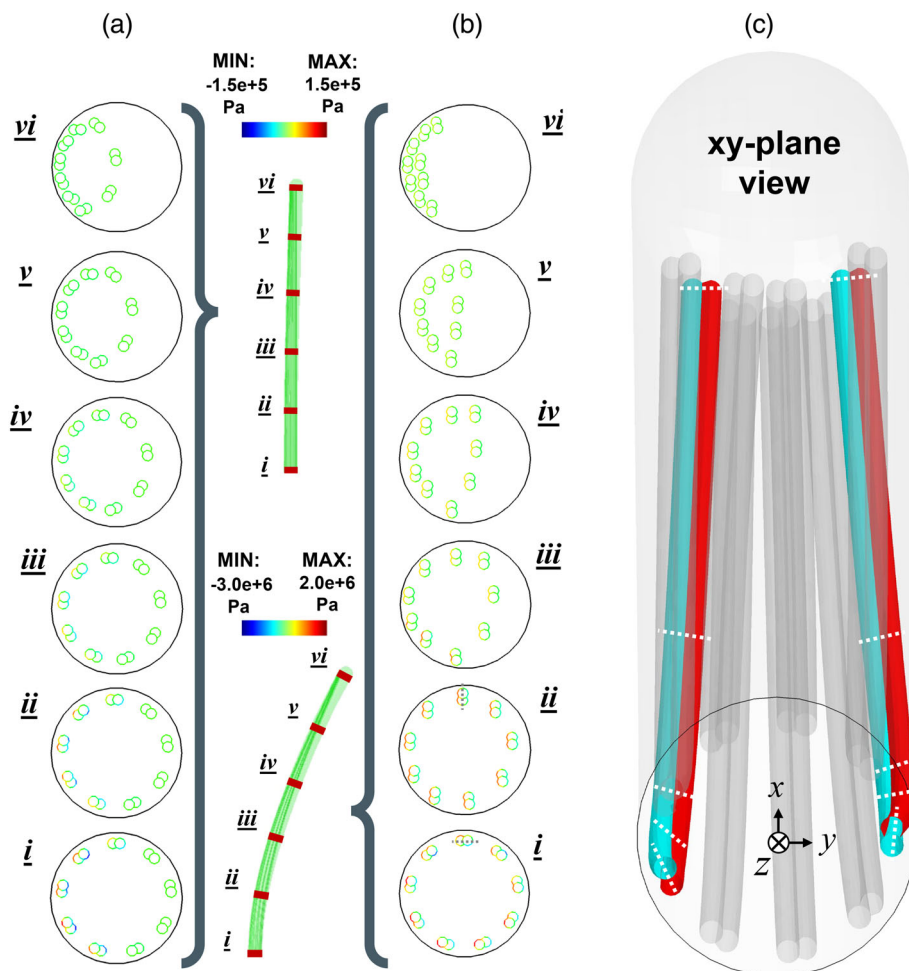 (a)
(b)
(c)
MIN:
-1.5e+5
Pa
MAX:
1.5e+5
Pa
vi
v
iv
iii
ii
i
vi
v
iv
iii
ii
i
MIN:
-3.0e+6
Pa
MAX:
2.0e+6
Pa
vi
v
iv
iii
ii
i
vi
v
iv
iii
ii
i
xy-plane
view
x
y
z